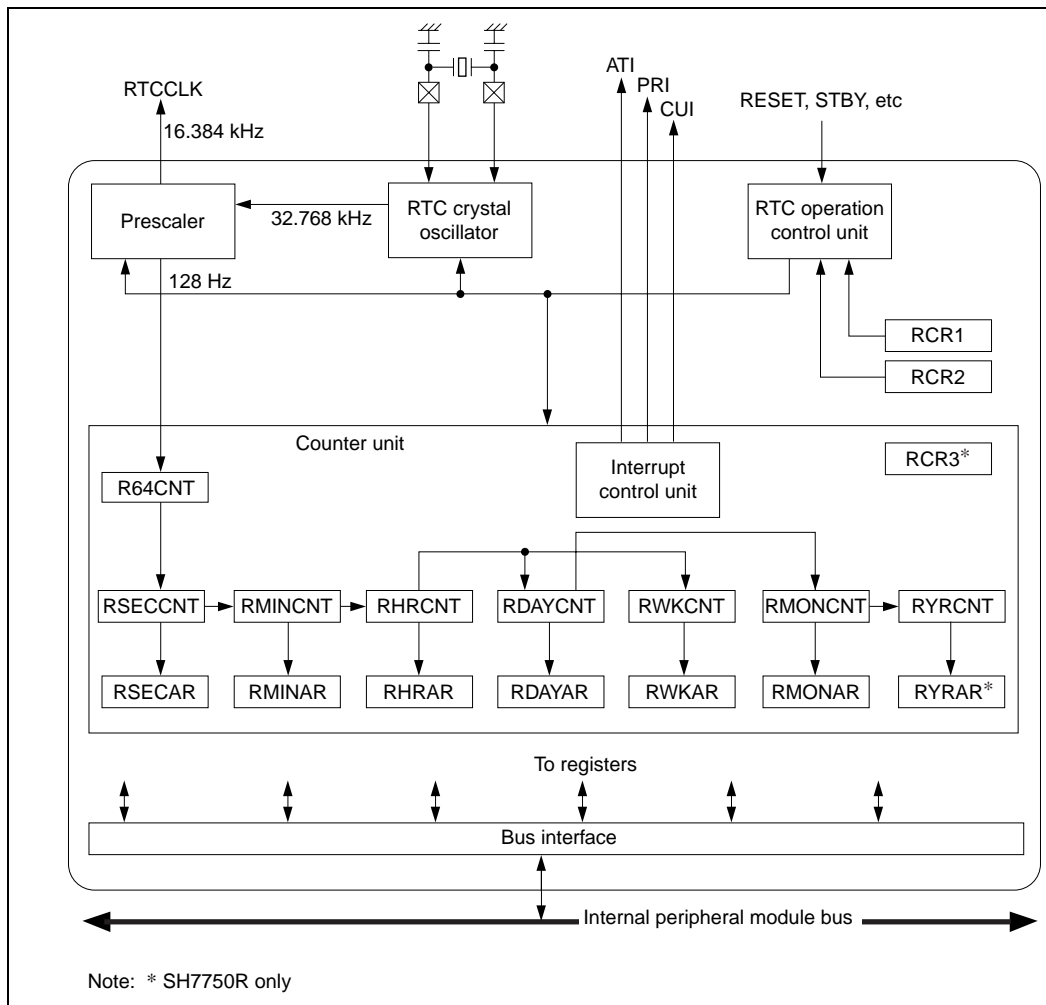 ATI
PRI
CUI
RTCCLK
RESET, STBY, etc
16.384 kHz
Prescaler
32.768 kHz
RTC crystal
oscillator
RTC operation
control unit
128 Hz
RCR1
RCR2
Counter unit
Interrupt
control unit
RCR3*
R64CNT
RSECCNT
RMINCNT
RHRCNT
RDAYCNT
RWKCNT
RMONCNT
RYRCNT
RSECAR
RMINAR
RHRAR
RDAYAR
RWKAR
RMONAR
RYRAR*
To registers
Bus interface
Internal peripheral module bus
Note: * SH7750R only